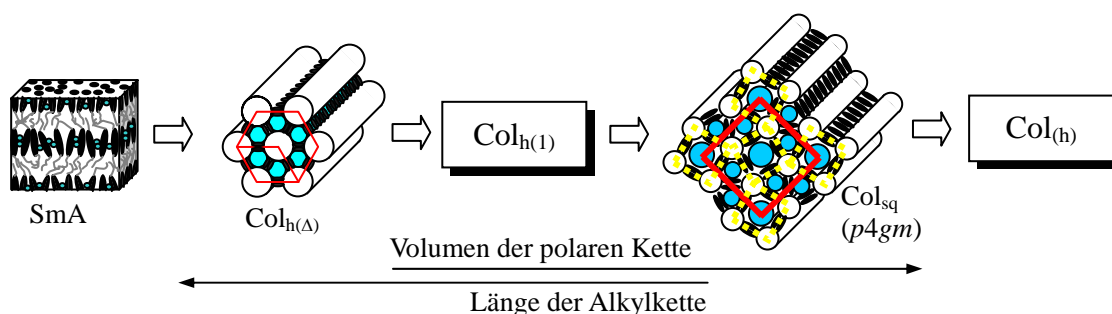 SmA
Col_h(Δ)
Col_h(1)
Col_sq
(p4gm)
Col_(h)
Volumen der polaren Kette
Länge der Alkylkette